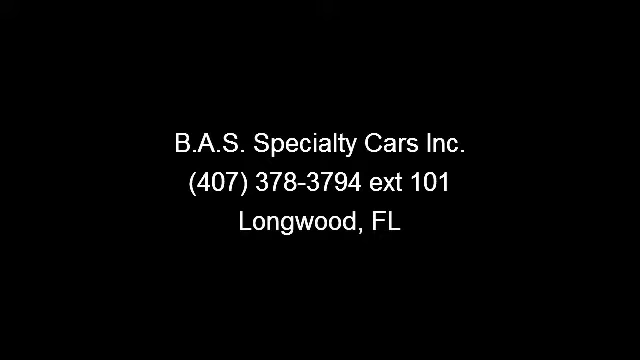 B.A.S. Specialty Cars Inc.
(407) 378-3794 ext 101
Longwood, FL